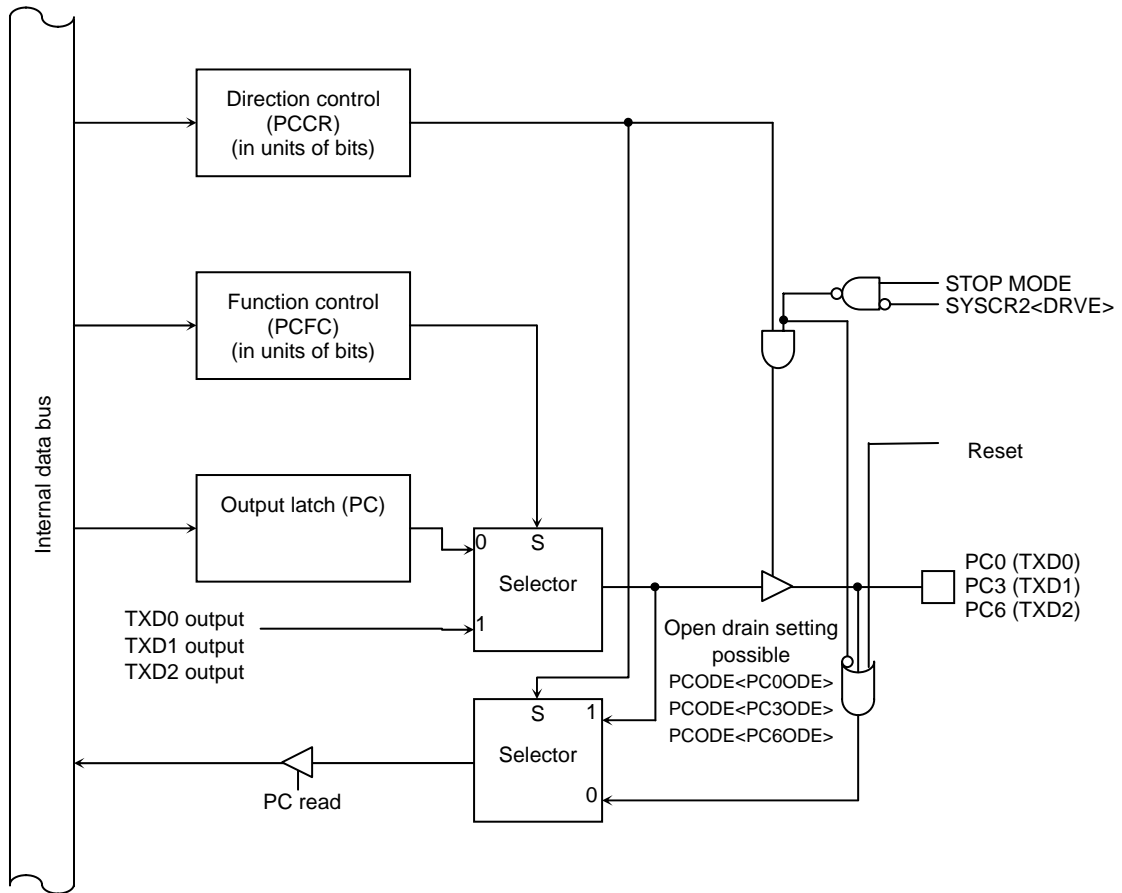 Direction control
(PCCR)
(in units of bits)
STOP MODE
SYSCR2<DRVE>
Function control
(PCFC)
(in units of bits)
Internal data bus
Reset
Output latch (PC)
0
S
Selector
1
TXD0 output
TXD1 output
TXD2 output
PC0 (TXD0)
PC3 (TXD1)
PC6 (TXD2)
Open drain setting
possible
PCODE<PC0ODE>
PCODE<PC3ODE>
PCODE<PC6ODE>
S
1
Selector
0
PC read